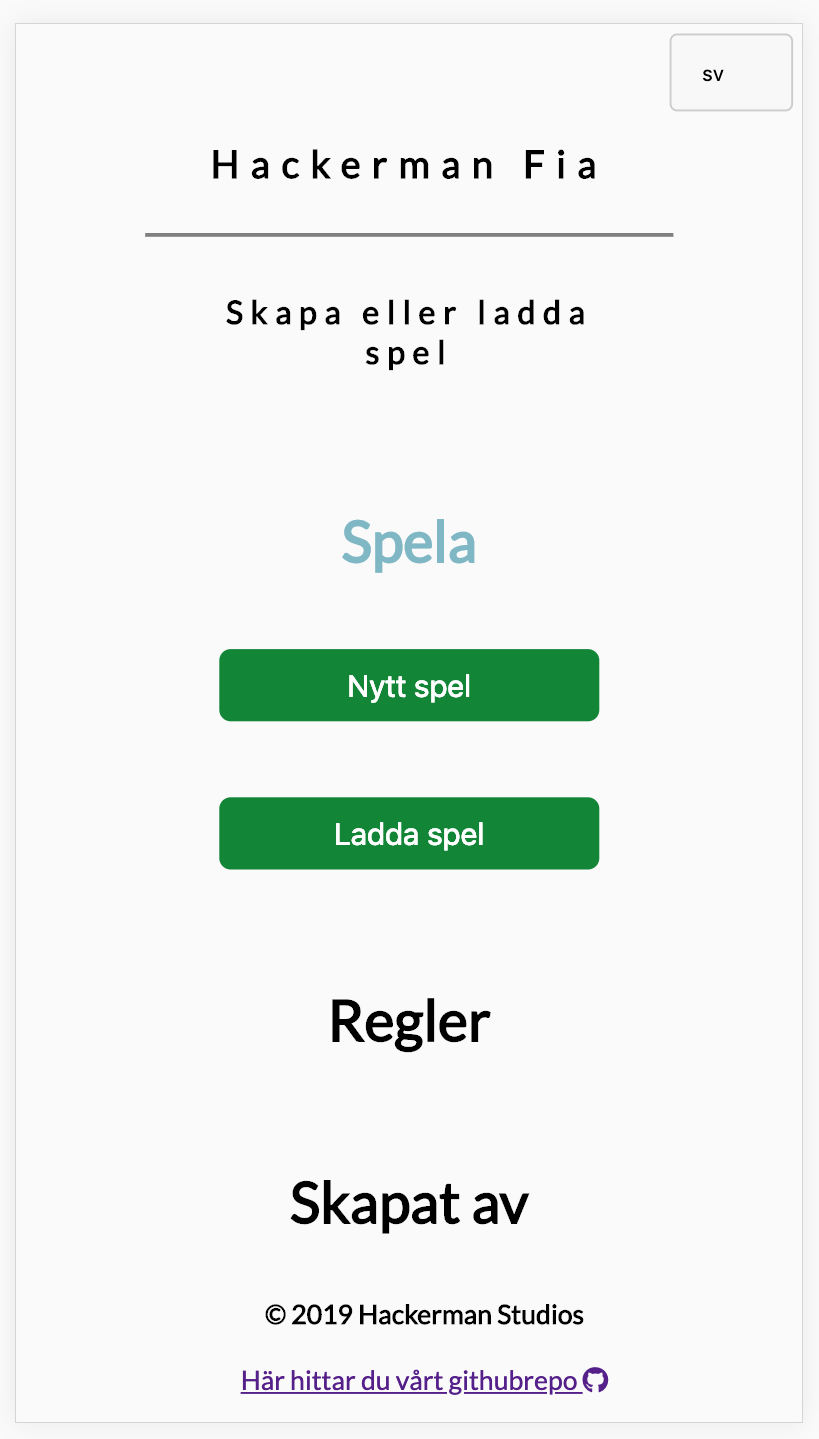 sv
Hackerman Fia
Skapa eller ladda
spel
Spela
Nytt spel
Ladda spel
Regler
Skapat av
© 2019 Hackerman Studios
Här hittar du vårt githubrepo